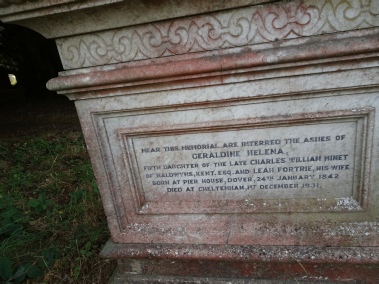 NEAR THIS MEMORIAL ARE INTERRED THE ASHES OF
GERALDINE HELENA,
FIFTH DAUGHTER OF THE LATE CHARLES WILLIAM MINET
OF BALDWYNS, KENT, ESQ. AND LEAH FORTRIE, HIS WIFE
BORN AT PIER HOUSE, DOVER, 24TH JANUARY 1842
DIED AT CHELTENHAM, 1ST DECEMBER 1931.